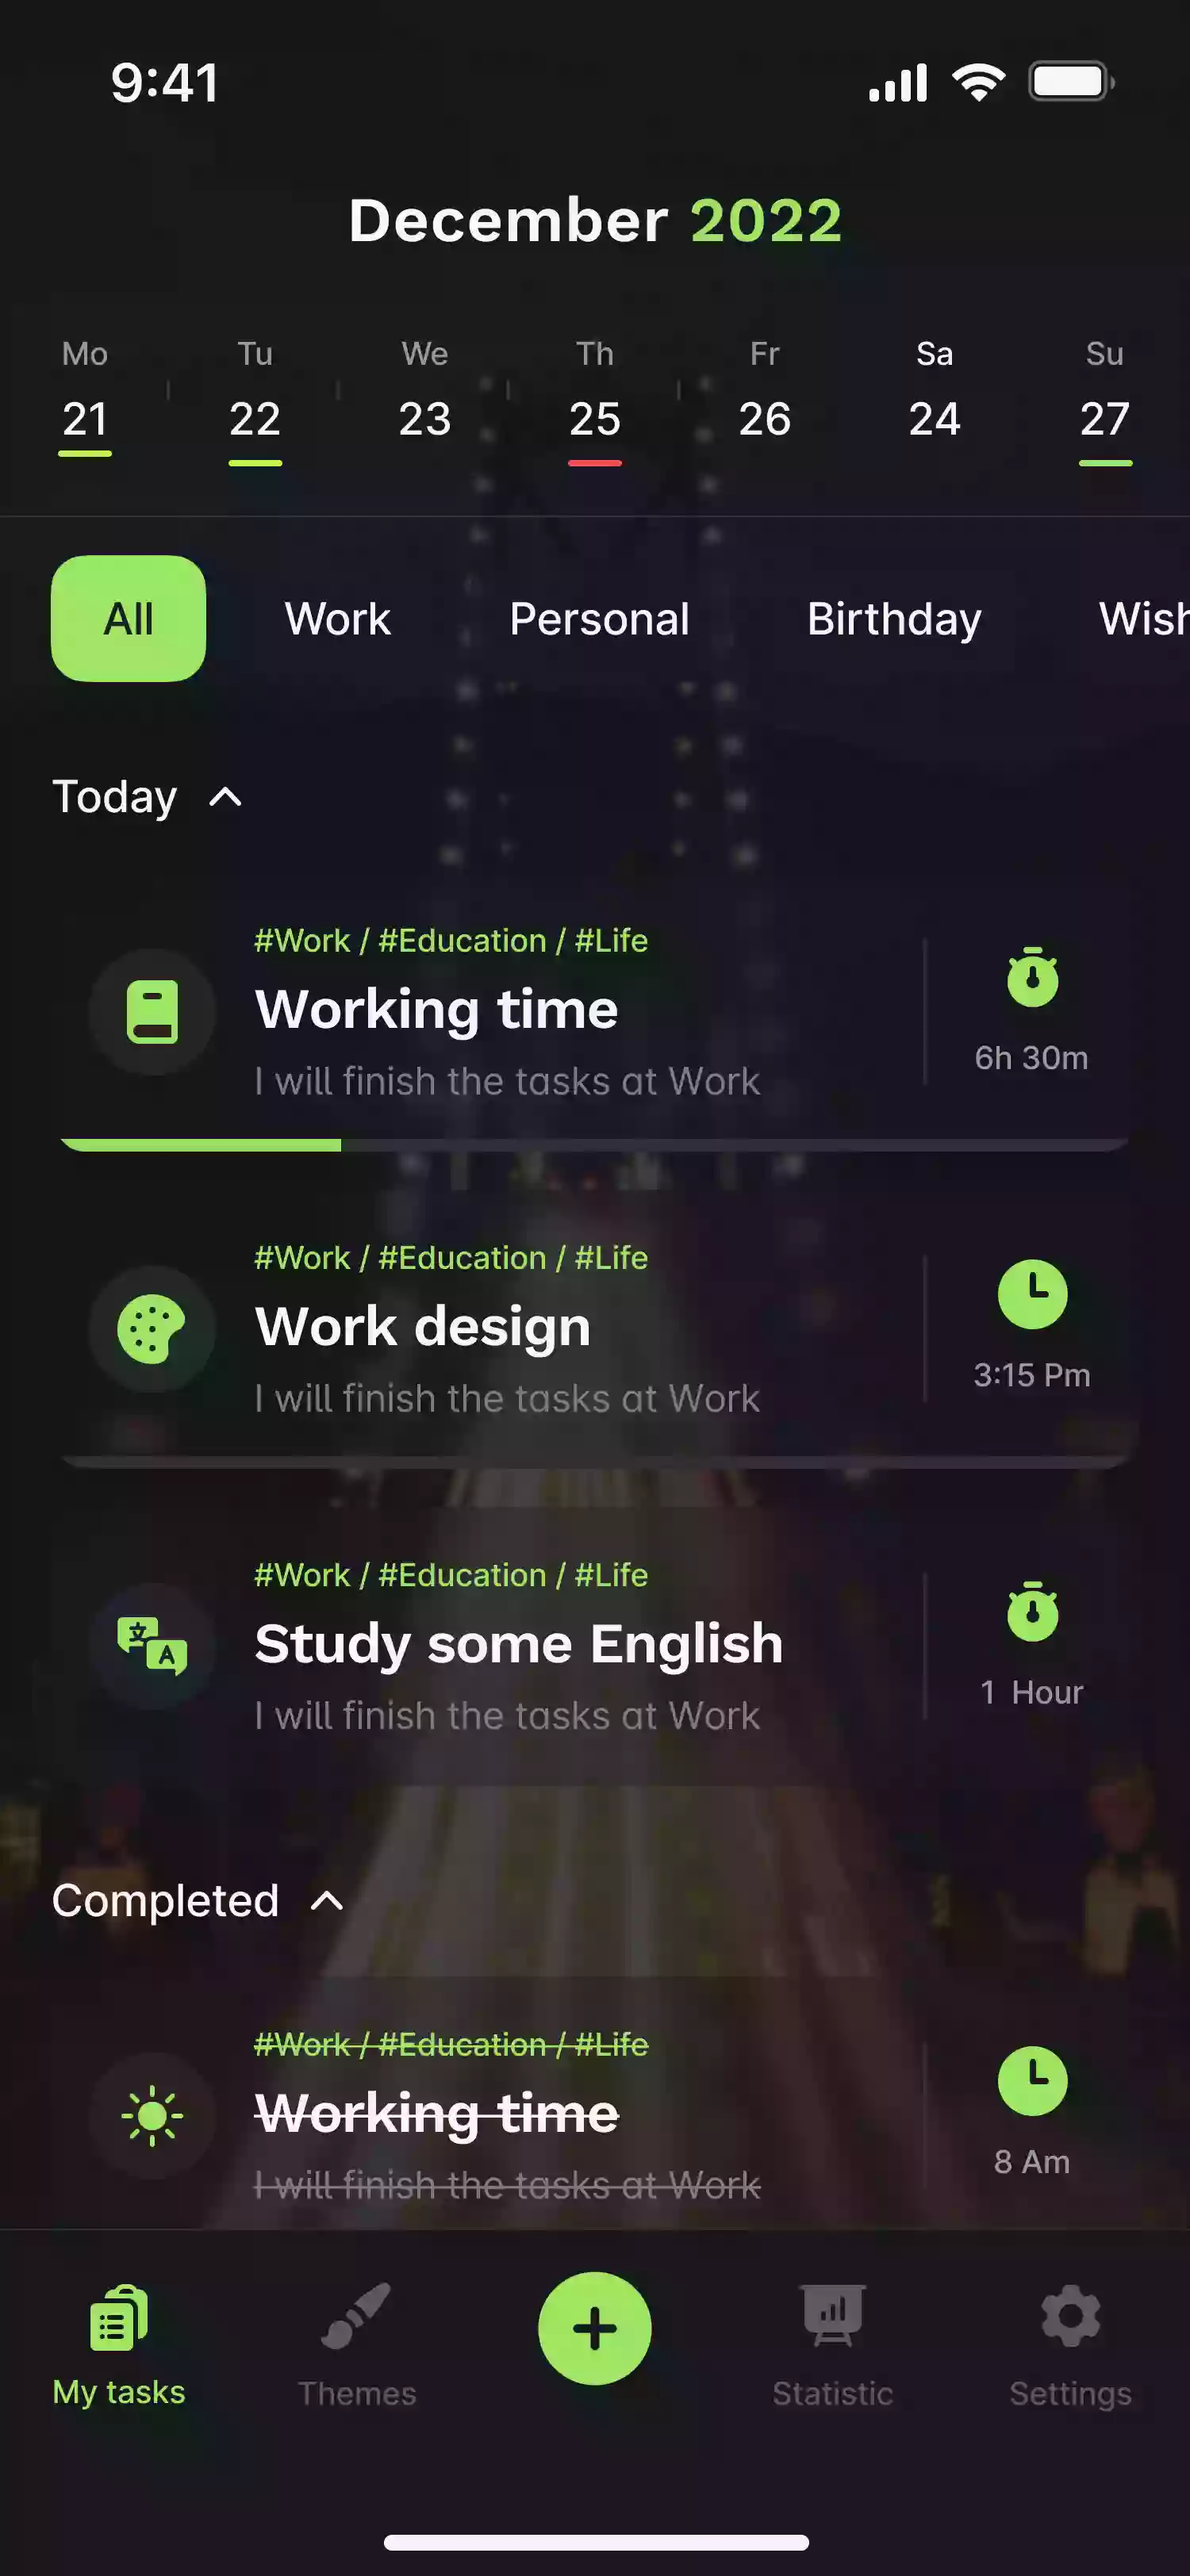 9:41
December 2022
Mo Tu We Th Fr Sa Su
21 22 23 25 26 24 27
All Work Personal Birthday Wish
Today
#Work / #Education / #Life
Working time
I will finish the tasks at Work
6h 30m
#Work / #Education / #Life
Work design
I will finish the tasks at Work
3:15 Pm
文
A
#Work / #Education / #Life
Study some English
I will finish the tasks at Work
1 Hour
Completed
#Work / #Education / #Life
Working time
I will finish the tasks at Work
8 Am
My tasks Themes Statistic Settings